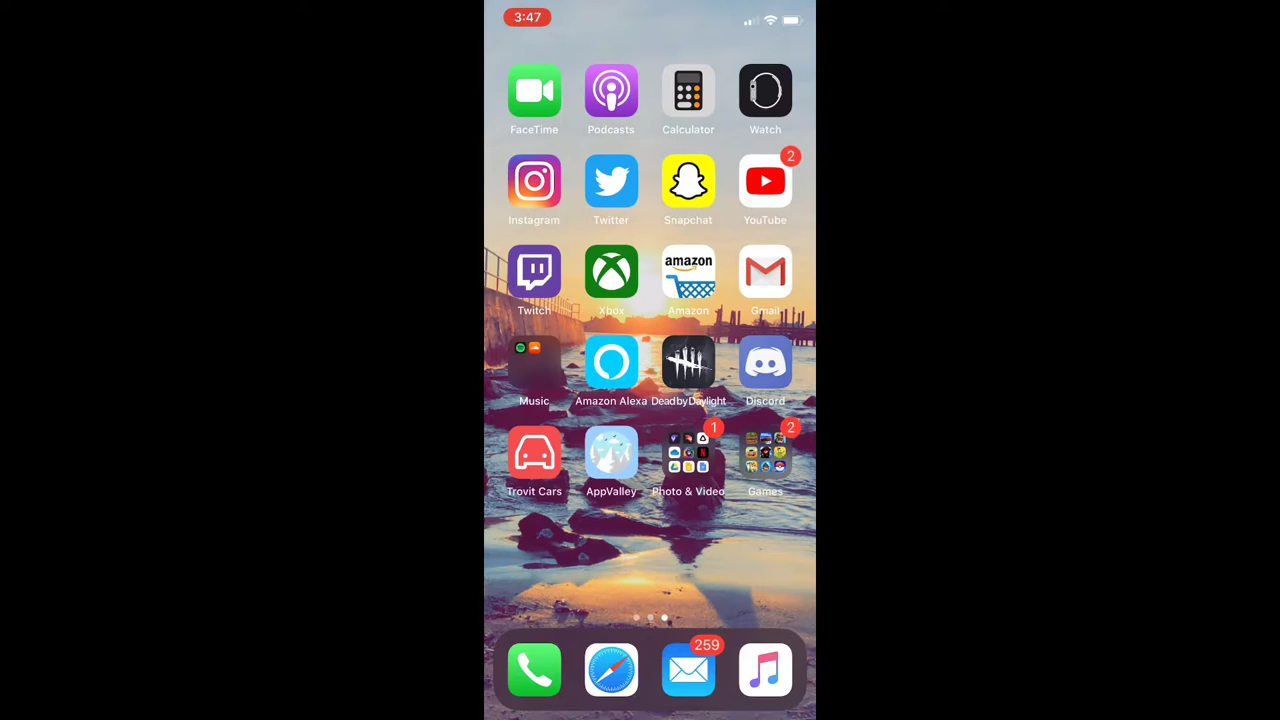 3:47
FaceTime Podcasts Calculator Watch
2
Instagram Twitter Snapchat YouTube
amazon
Twitch Xbox Amazon Gmail
Music Amazon Alexa DeadbyDaylight Discord
1 2
Trovit Cars AppValley Photo & Video Games
259